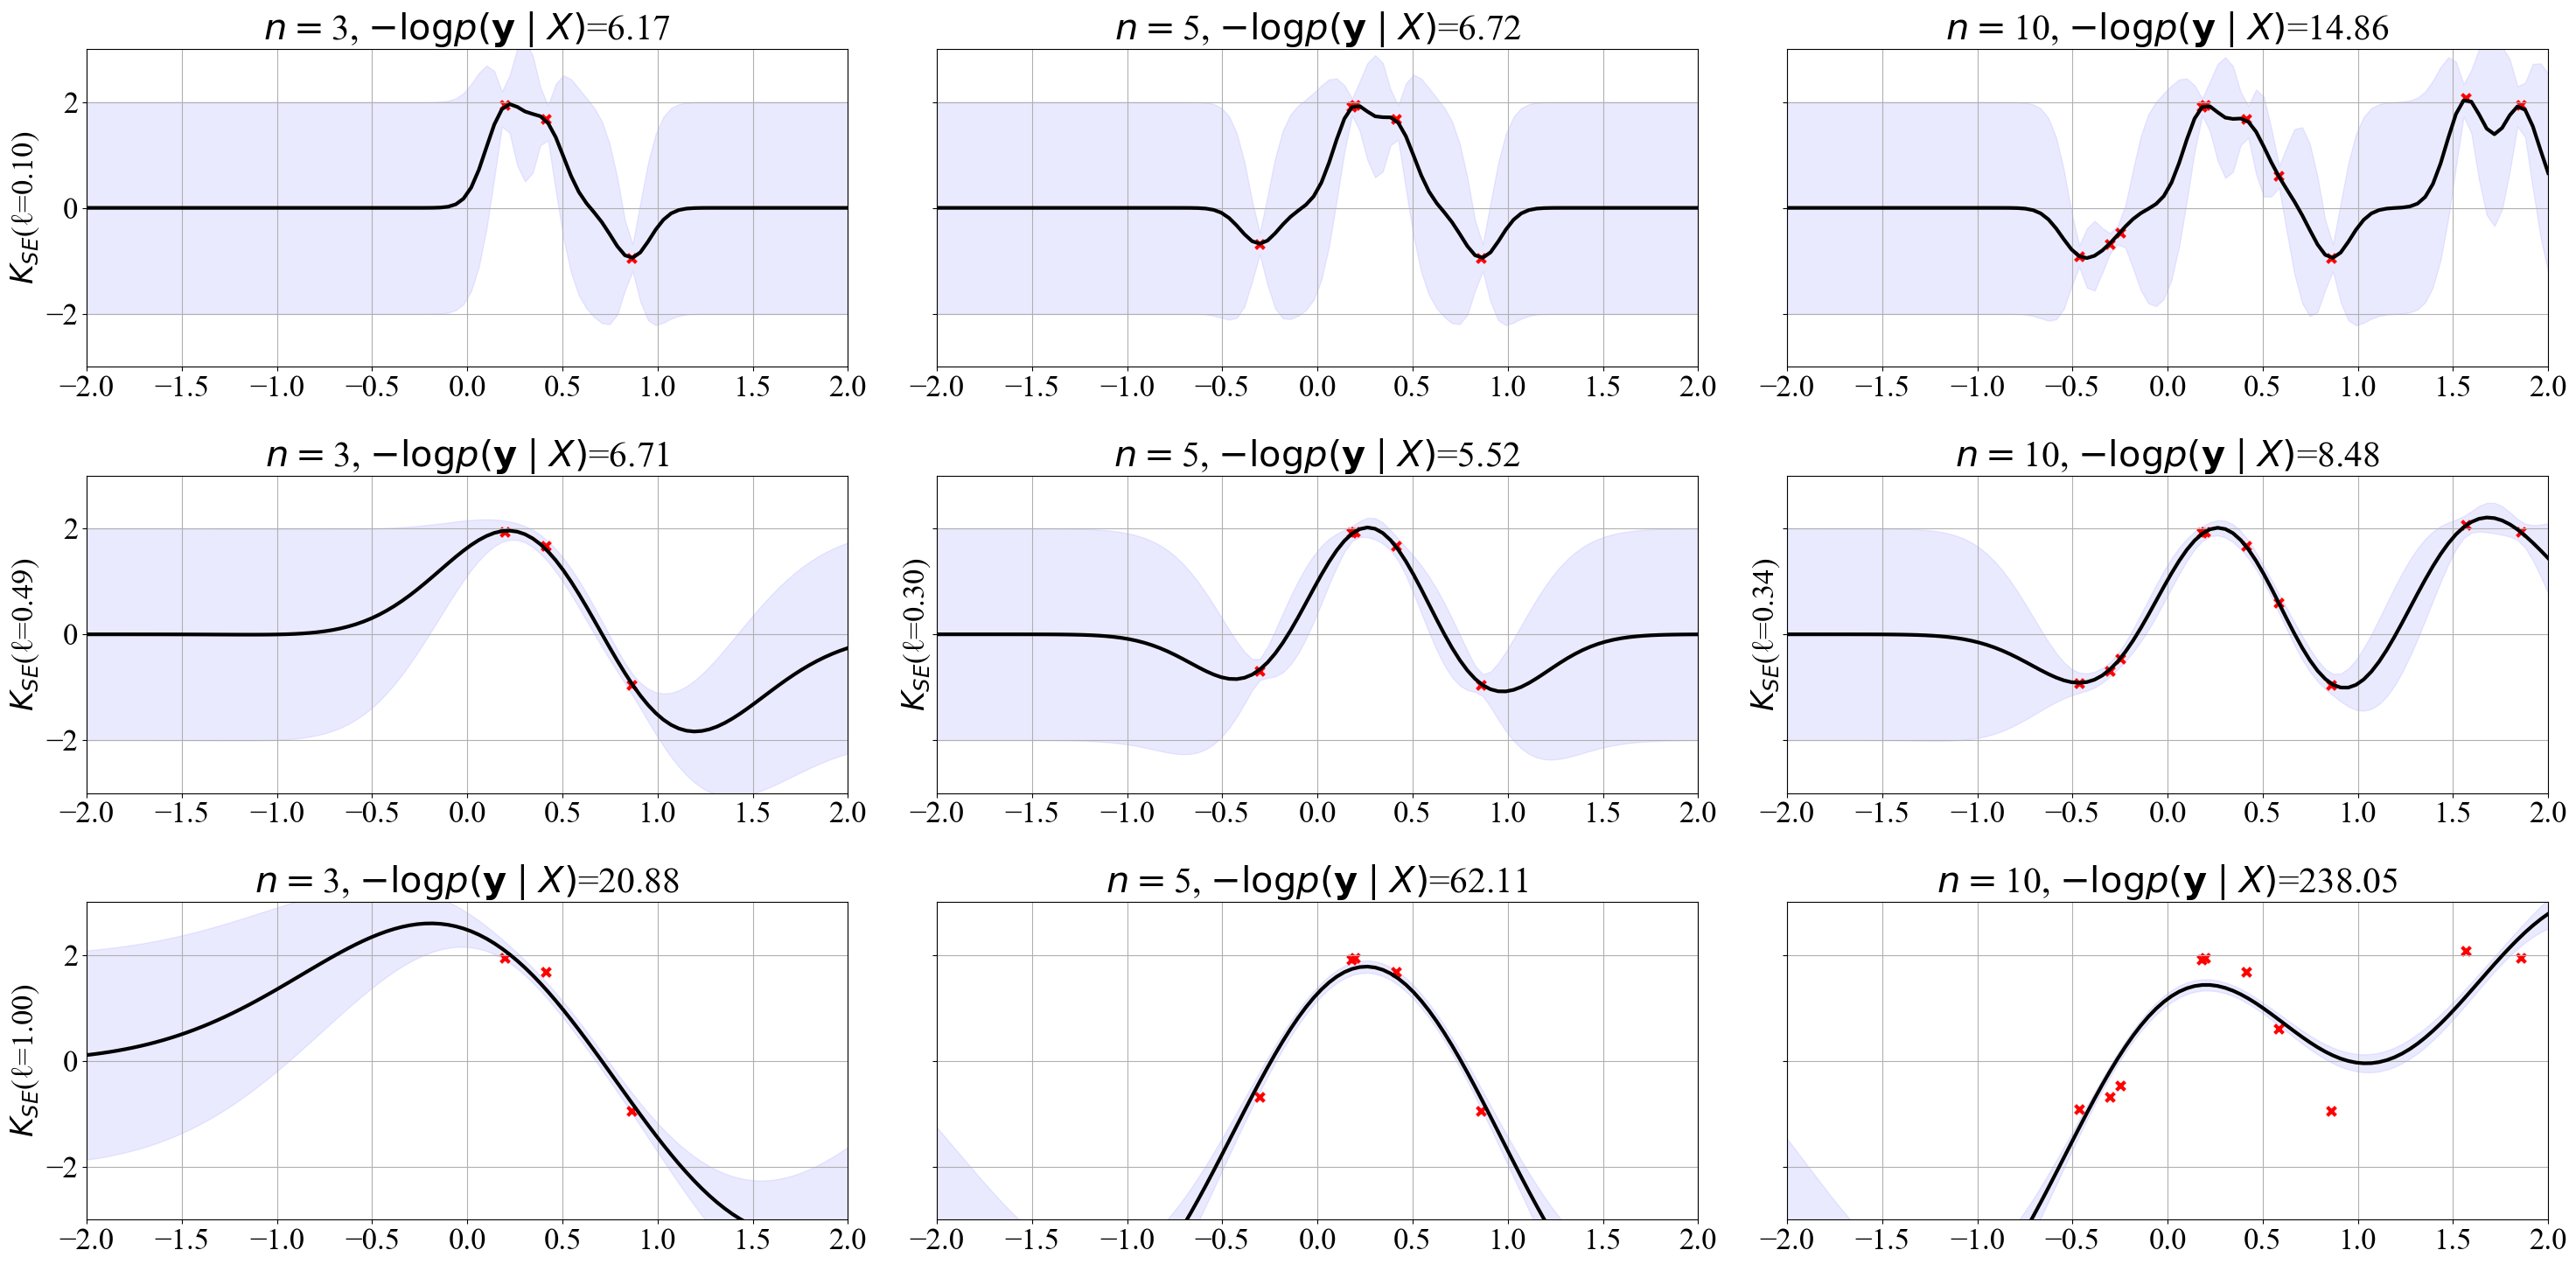 n = 3, −log p(y | X)=6.17
n = 5, −log p(y | X)=6.72
n = 10, −log p(y | X)=14.86
K_SE(ℓ=0.10)
2
0
−2
−2.0 −1.5 −1.0 −0.5 0.0 0.5 1.0 1.5 2.0
−2.0 −1.5 −1.0 −0.5 0.0 0.5 1.0 1.5 2.0
−2.0 −1.5 −1.0 −0.5 0.0 0.5 1.0 1.5 2.0
n = 3, −log p(y | X)=6.71
n = 5, −log p(y | X)=5.52
n = 10, −log p(y | X)=8.48
K_SE(ℓ=0.49)
2
0
−2
K_SE(ℓ=0.30)
K_SE(ℓ=0.34)
−2.0 −1.5 −1.0 −0.5 0.0 0.5 1.0 1.5 2.0
−2.0 −1.5 −1.0 −0.5 0.0 0.5 1.0 1.5 2.0
−2.0 −1.5 −1.0 −0.5 0.0 0.5 1.0 1.5 2.0
n = 3, −log p(y | X)=20.88
n = 5, −log p(y | X)=62.11
n = 10, −log p(y | X)=238.05
K_SE(ℓ=1.00)
2
0
−2
−2.0 −1.5 −1.0 −0.5 0.0 0.5 1.0 1.5 2.0
−2.0 −1.5 −1.0 −0.5 0.0 0.5 1.0 1.5 2.0
−2.0 −1.5 −1.0 −0.5 0.0 0.5 1.0 1.5 2.0